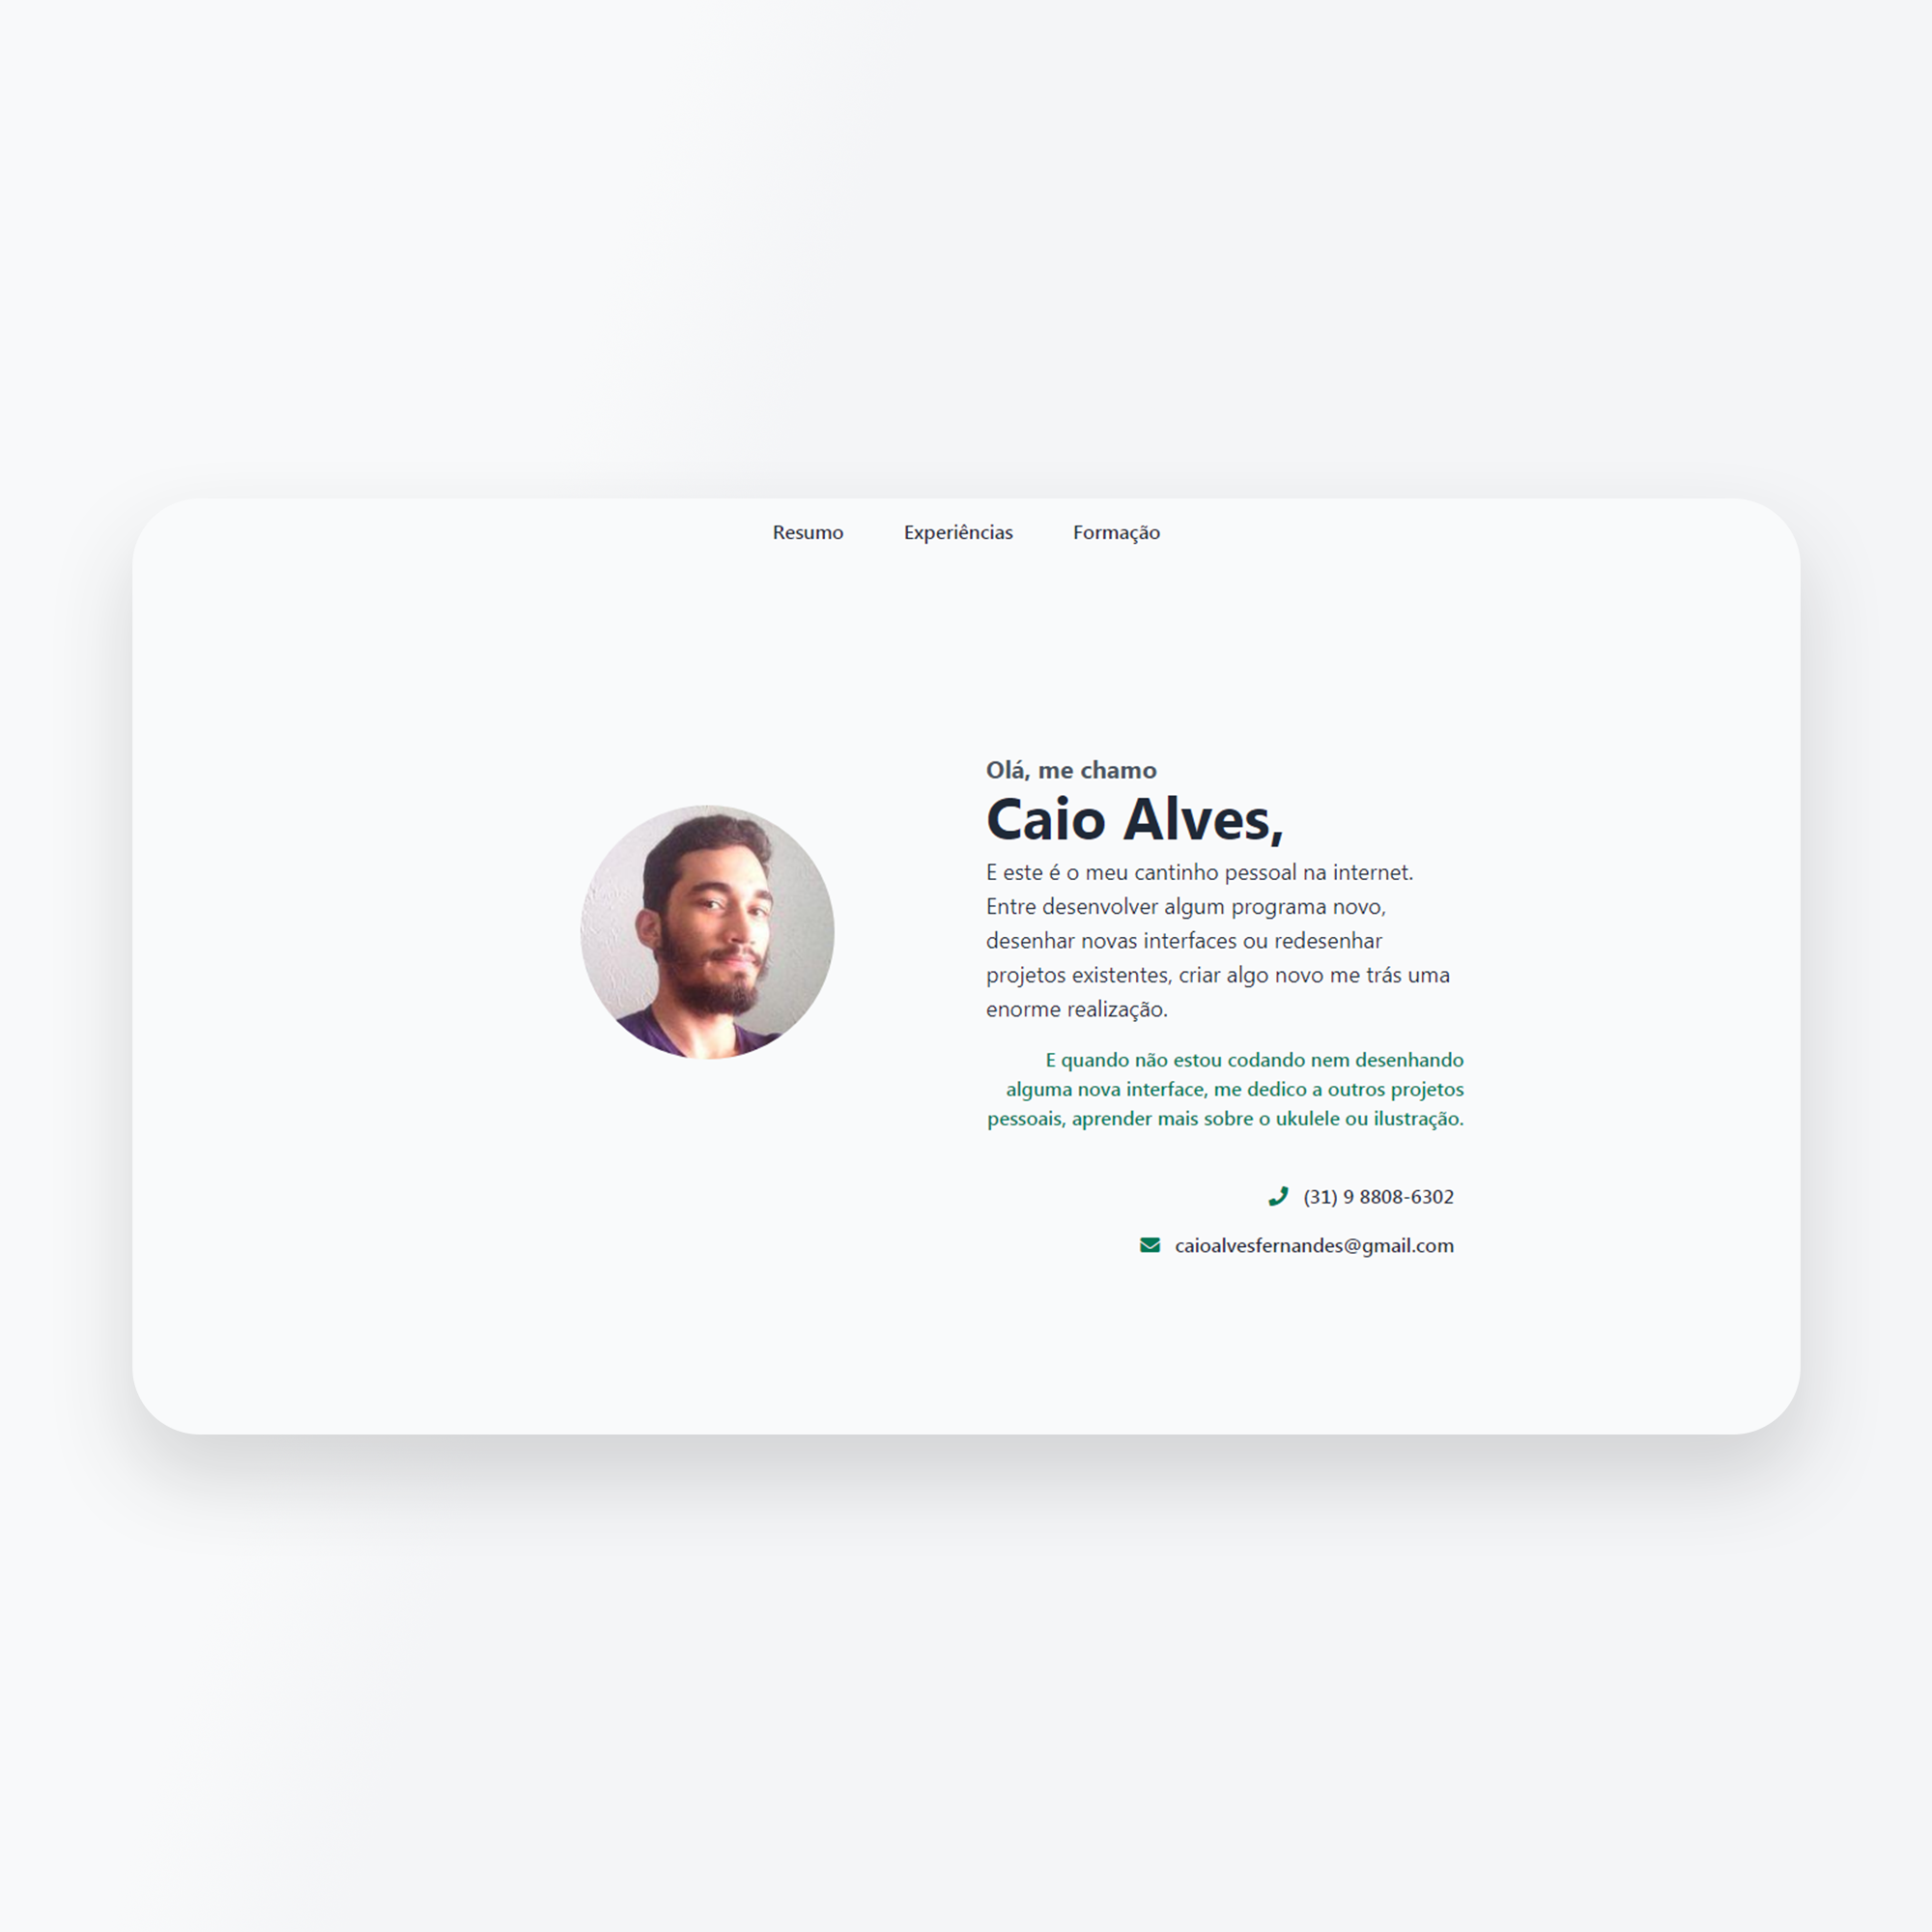 Resumo Experiências Formação
Olá, me chamo
Caio Alves,
E este é o meu cantinho pessoal na internet.
Entre desenvolver algum programa novo,
desenhar novas interfaces ou redesenhar
projetos existentes, criar algo novo me trás uma
enorme realização.
E quando não estou codando nem desenhando
alguma nova interface, me dedico a outros projetos
pessoais, aprender mais sobre o ukulele ou ilustração.
(31) 9 8808-6302
caioalvesfernandes@gmail.com